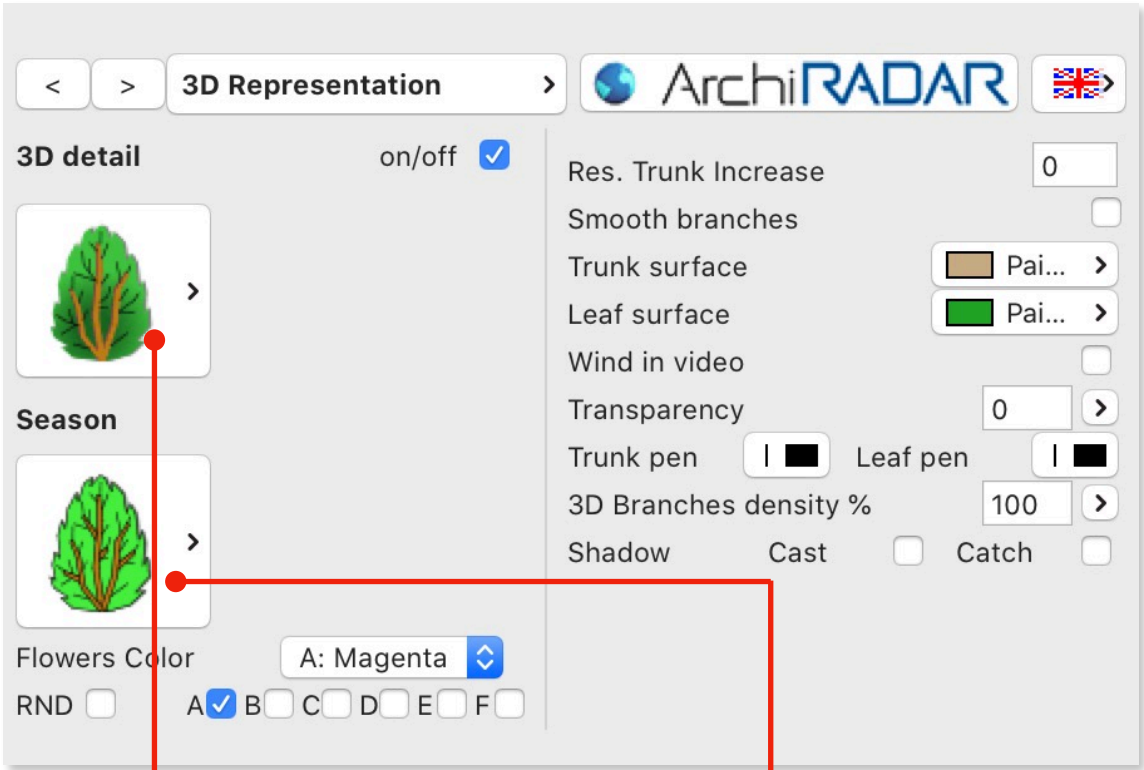 < > 3D Representation > ArchiRADAR >
3D detail on/off
>
Season
>
Flowers Color A: Magenta
RND A B C D E F
Res. Trunk Increase 0
Smooth branches
Trunk surface Pai... >
Leaf surface Pai... >
Wind in video
Transparency 0 >
Trunk pen Leaf pen
3D Branches density % 100 >
Shadow Cast Catch